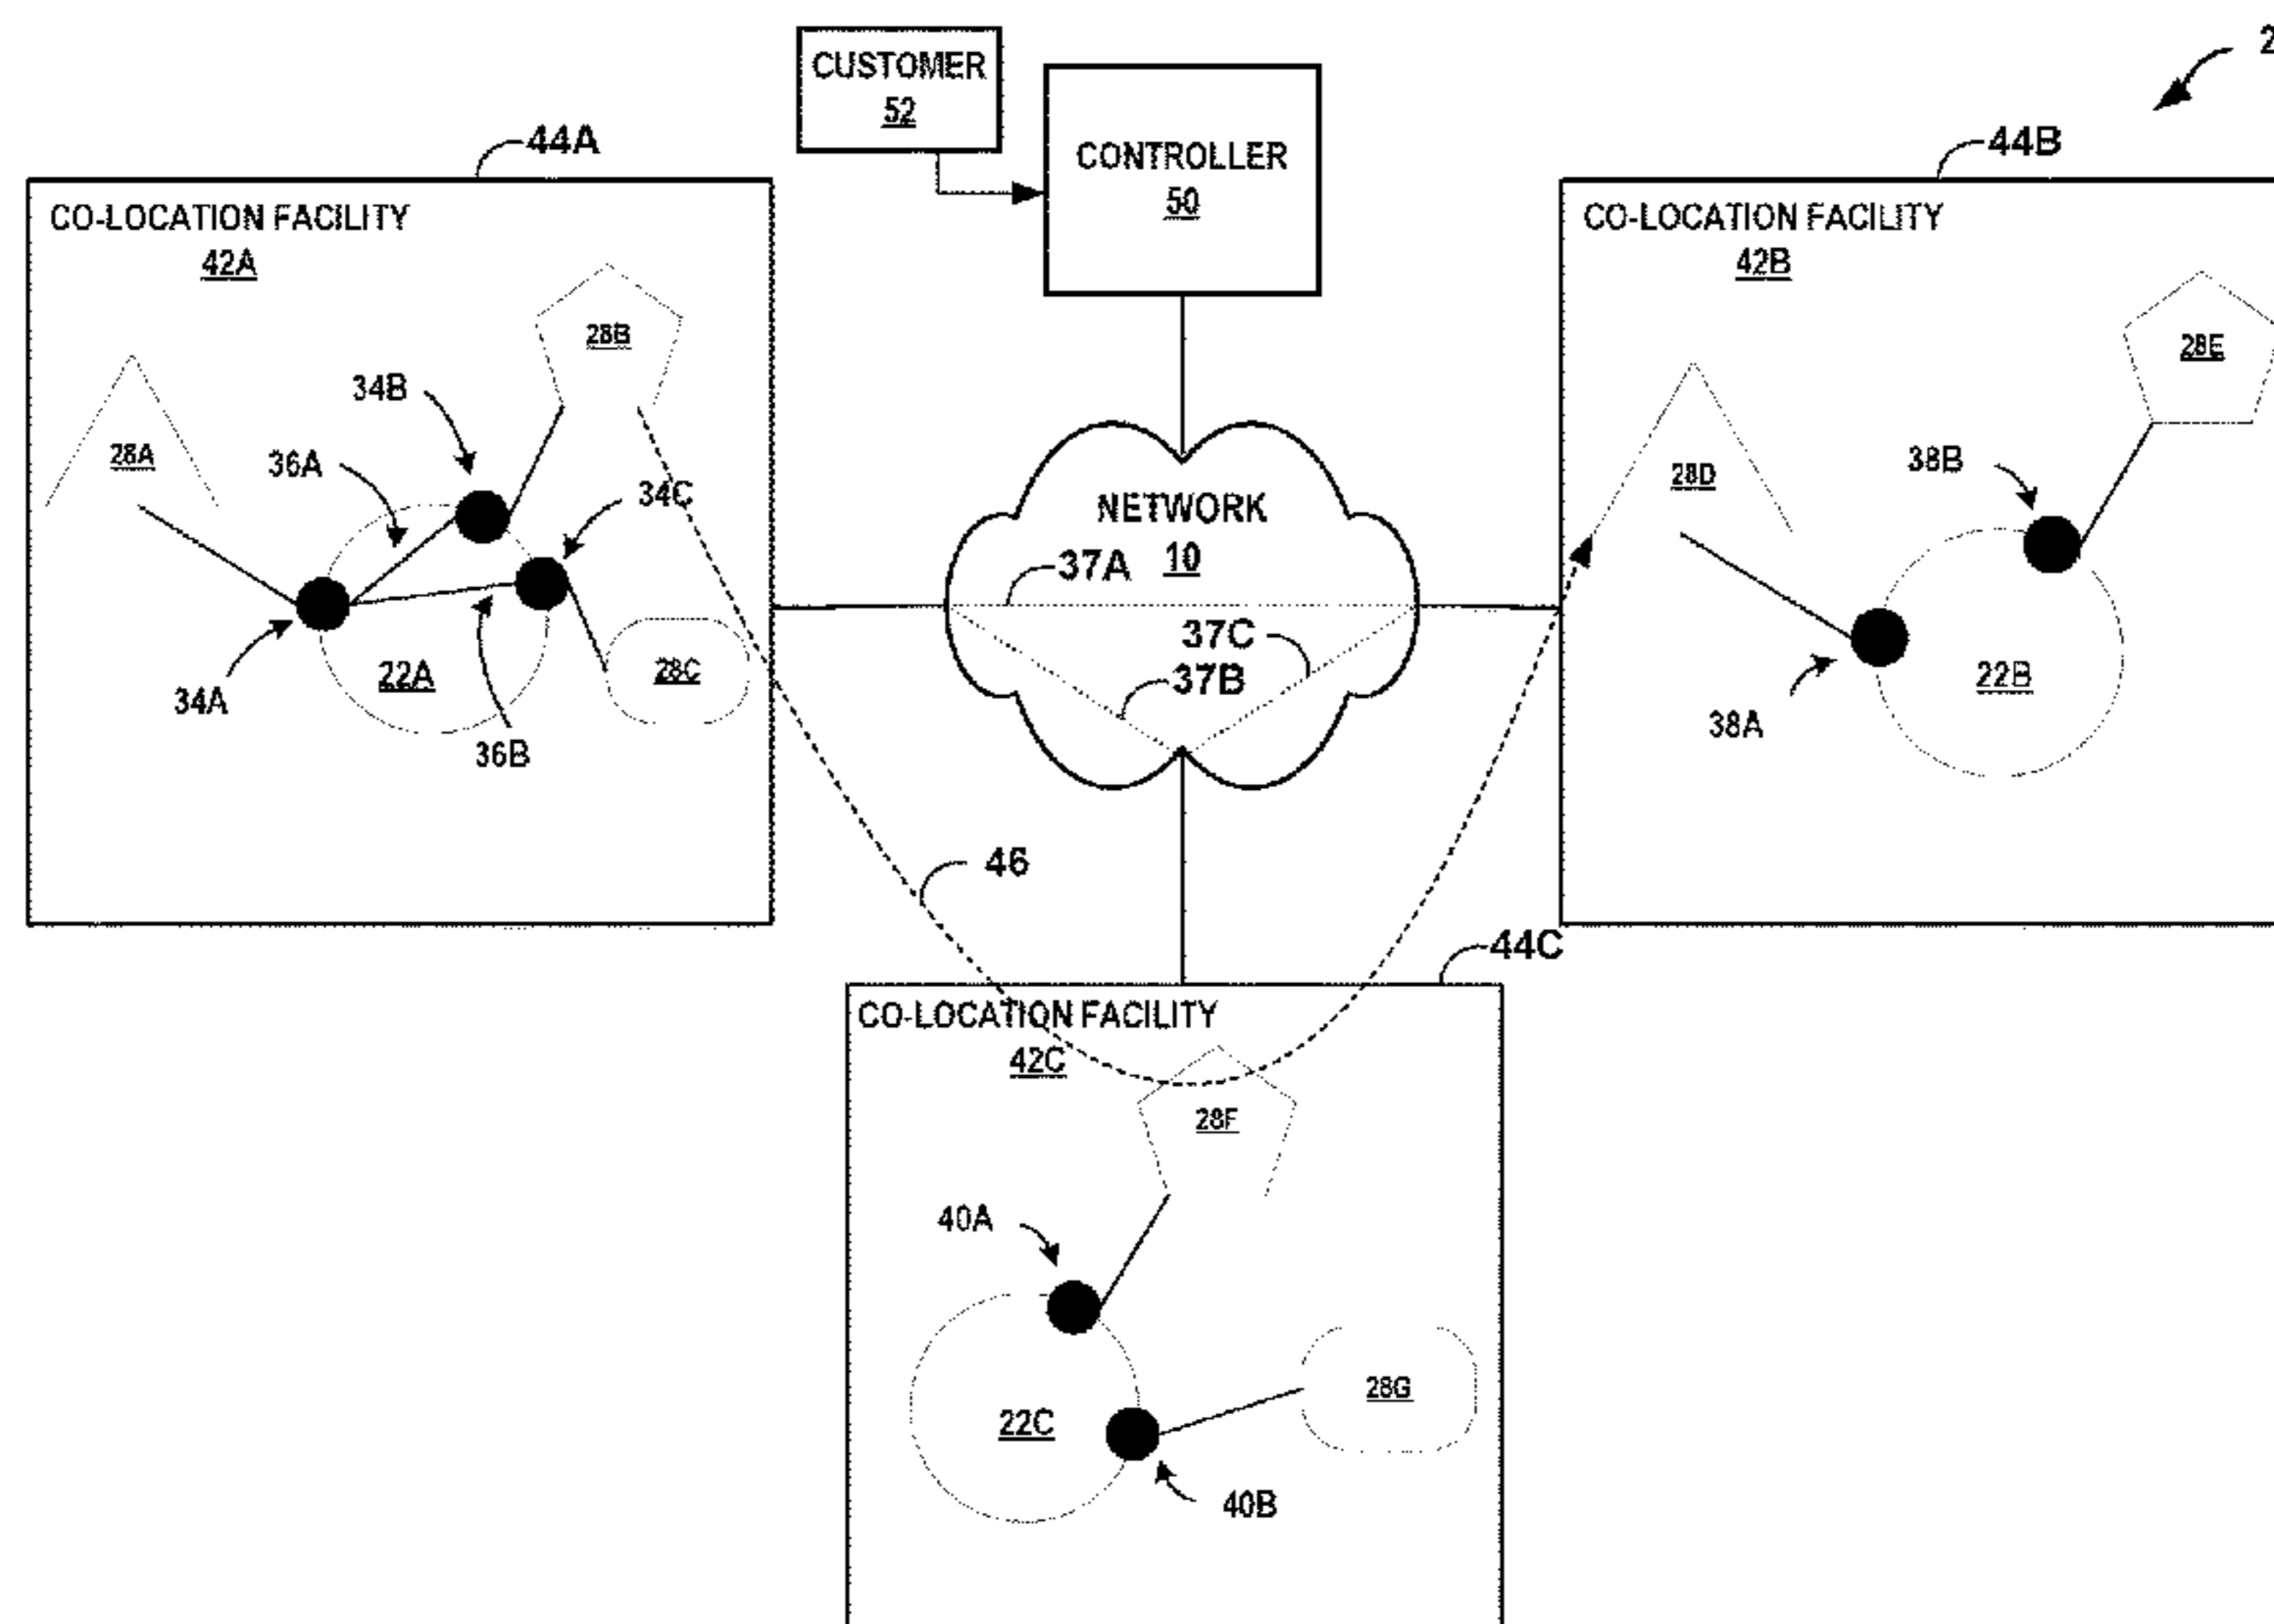 2
CUSTOMER
52
CONTROLLER
50
44A
CO-LOCATION FACILITY
42A
28B
34B
28A
36A
34C
22A
28C
34A
36B
NETWORK
10
37A
37C
37B
44B
CO-LOCATION FACILITY
42B
28E
28D
38B
22B
38A
46
44C
CO-LOCATION FACILITY
42C
28F
40A
28G
22C
40B